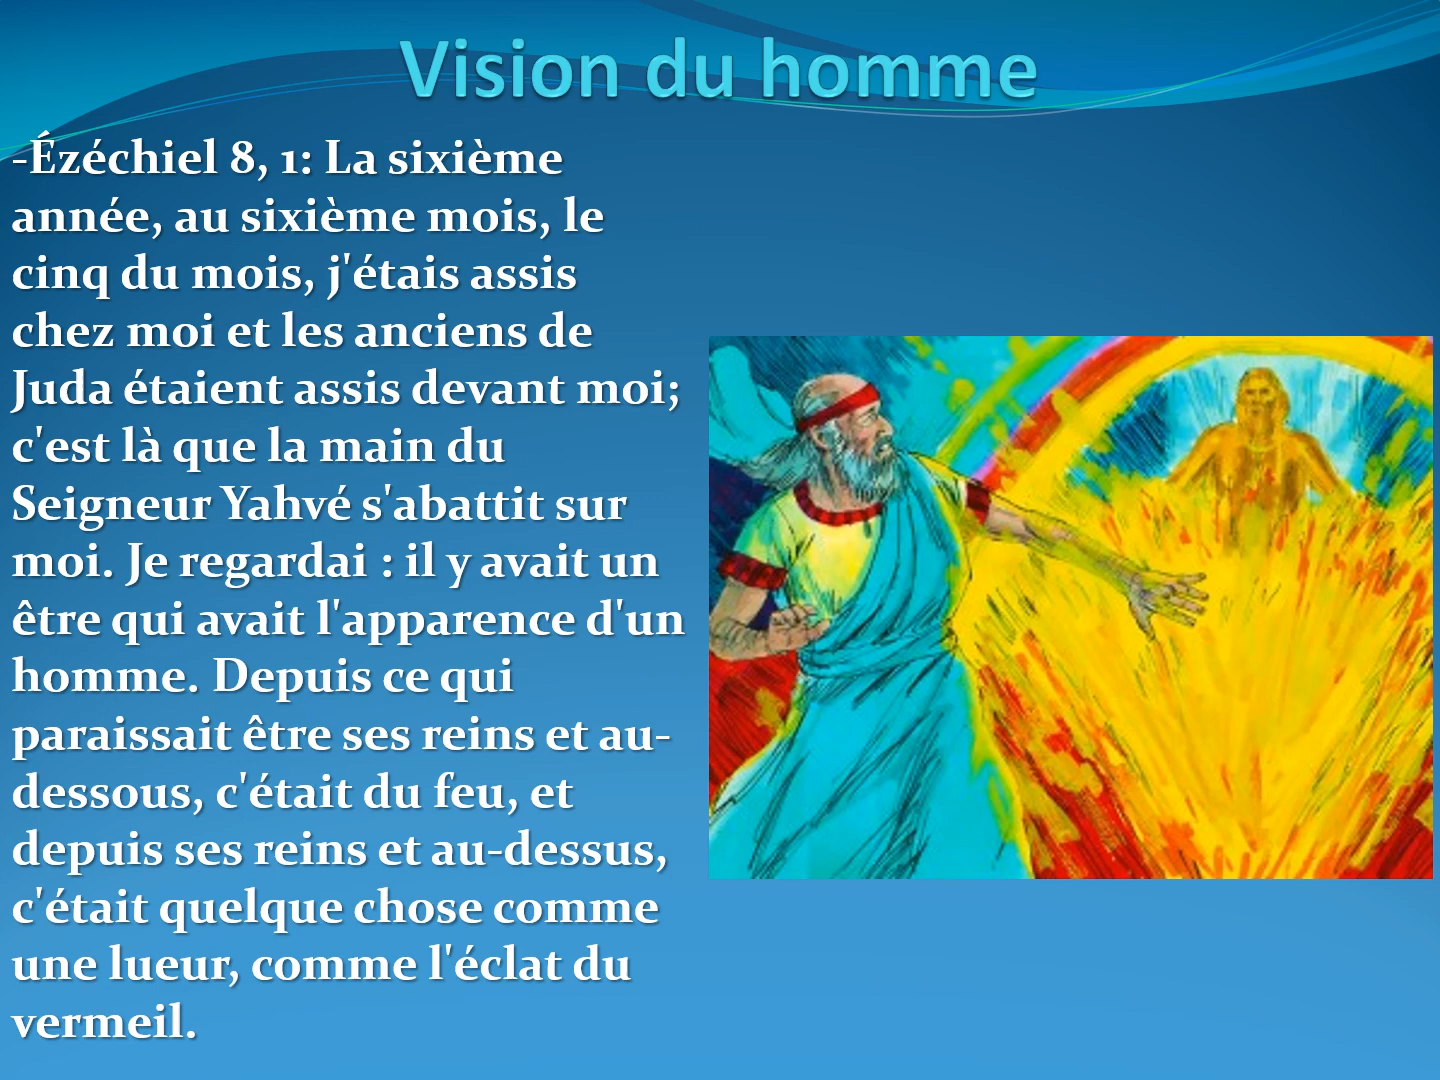 Vision du homme
-Ézéchiel 8, 1: La sixième
année, au sixième mois, le
cinq du mois, j'étais assis
chez moi et les anciens de
Juda étaient assis devant moi;
c'est là que la main du
Seigneur Yahvé s'abattit sur
moi. Je regardai : il y avait un
être qui avait l'apparence d'un
homme. Depuis ce qui
paraissait être ses reins et au-
dessous, c'était du feu, et
depuis ses reins et au-dessus,
c'était quelque chose comme
une lueur, comme l'éclat du
vermeil.